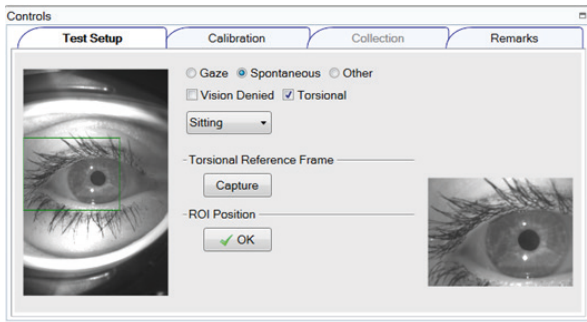 Controls
Test Setup
Calibration
Collection
Remarks
Gaze Spontaneous Other
Vision Denied Torsional
Sitting
Torsional Reference Frame
Capture
ROI Position
OK